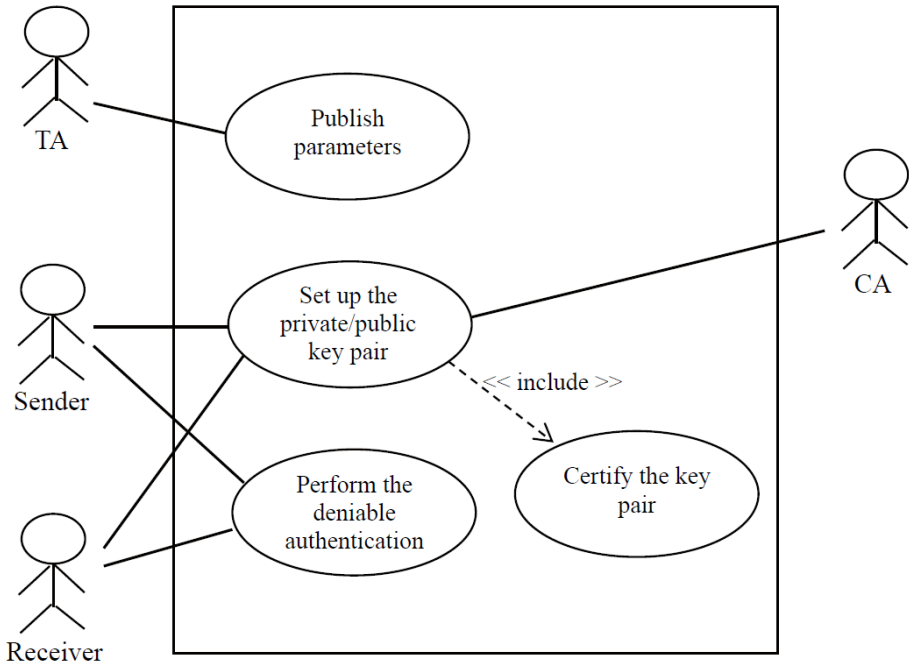 Publish
parameters
TA
CA
Set up the
private/public
key pair
<< include >>
Sender
Certify the key
pair
Perform the
deniable
authentication
Receiver